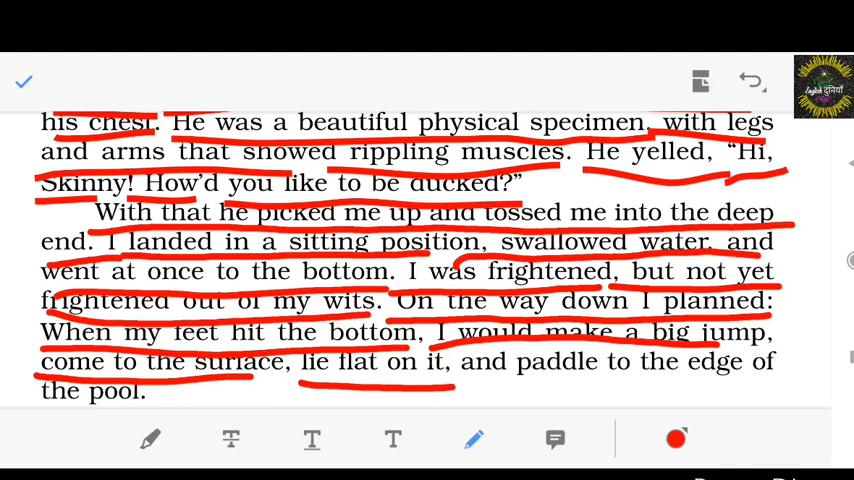 his chest. He was a beautiful physical specimen, with legs
and arms that showed rippling muscles. He yelled, “Hi,
Skinny! How’d you like to be ducked?”
With that he picked me up and tossed me into the deep
end. I landed in a sitting position, swallowed water, and
went at once to the bottom. I was frightened, but not yet
frightened out of my wits. On the way down I planned:
When my feet hit the bottom, I would make a big jump,
come to the surface, lie flat on it, and paddle to the edge of
the pool.
English दुनियाँ
T T T